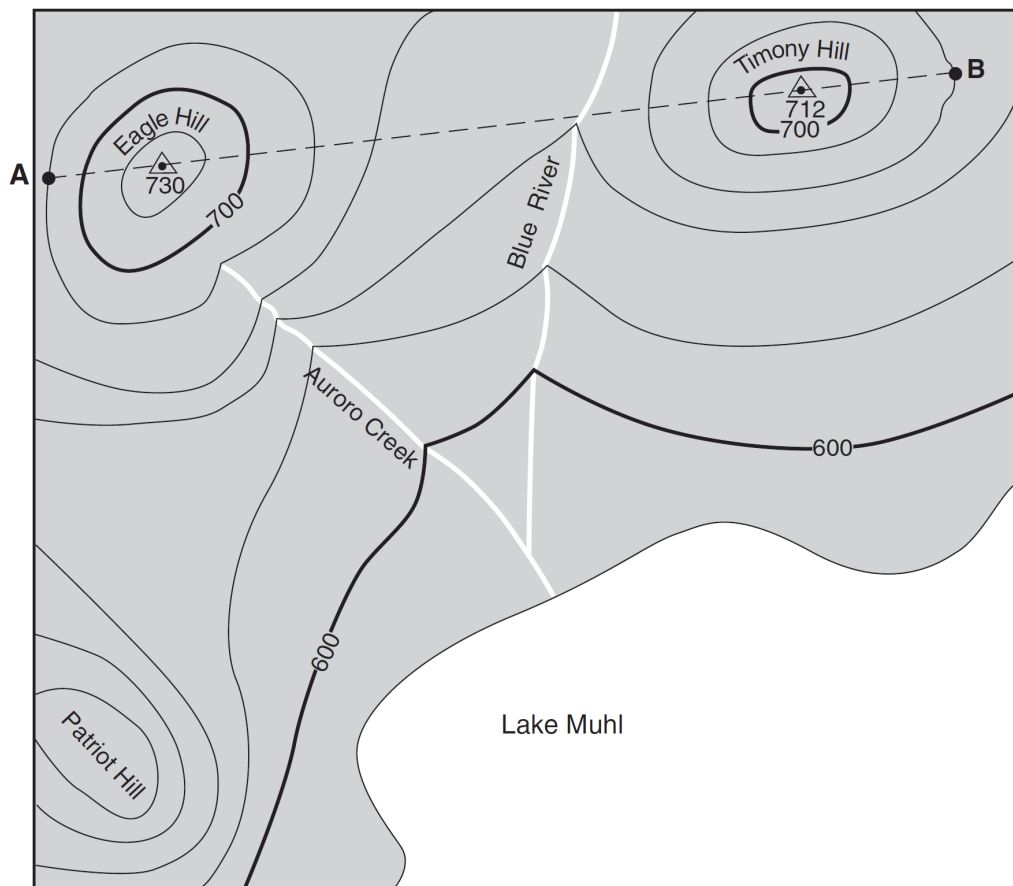 Timony Hill
B
712
700
Eagle Hill
A
730
700
Blue River
Auroro Creek
600
600
Patriot Hill
Lake Muhl